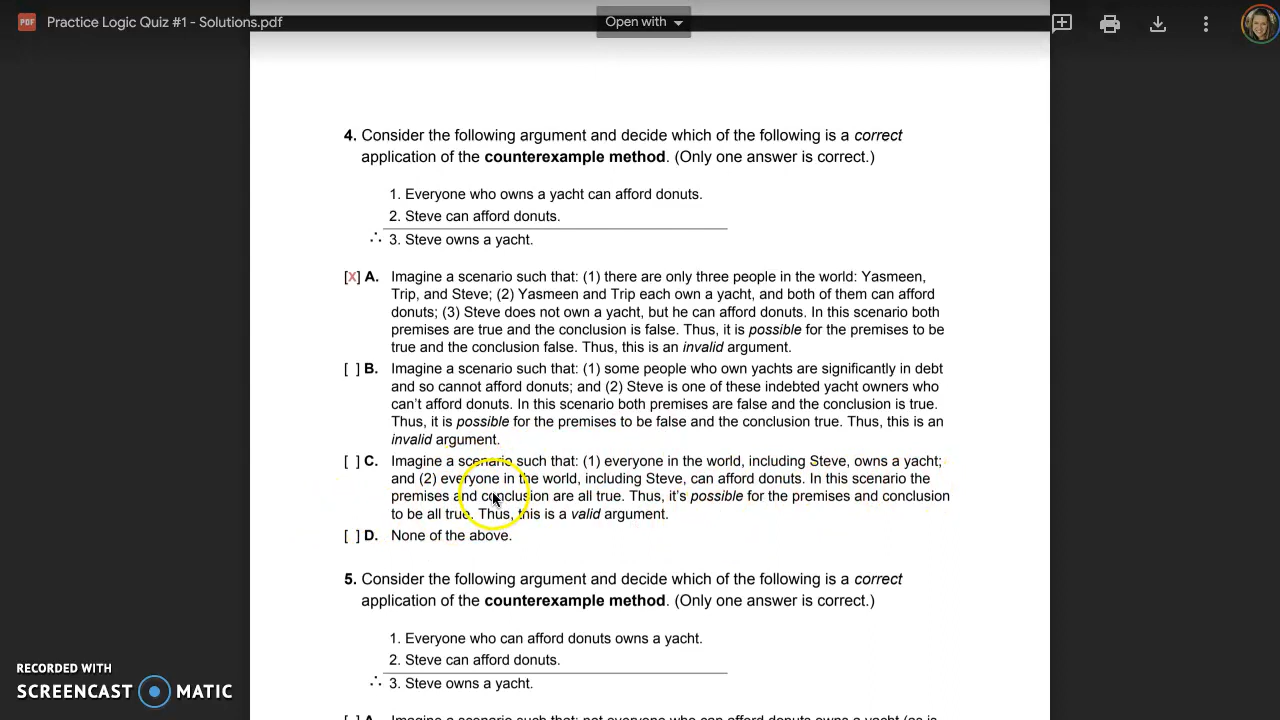 PDF Practice Logic Quiz #1 - Solutions.pdf
Open with
4. Consider the following argument and decide which of the following is a correct
application of the counterexample method. (Only one answer is correct.)
1. Everyone who owns a yacht can afford donuts.
2. Steve can afford donuts.
∴ 3. Steve owns a yacht.
[X] A. Imagine a scenario such that: (1) there are only three people in the world: Yasmeen,
Trip, and Steve; (2) Yasmeen and Trip each own a yacht, and both of them can afford
donuts; (3) Steve does not own a yacht, but he can afford donuts. In this scenario both
premises are true and the conclusion is false. Thus, it is possible for the premises to be
true and the conclusion false. Thus, this is an invalid argument.
[ ] B. Imagine a scenario such that: (1) some people who own yachts are significantly in debt
and so cannot afford donuts; and (2) Steve is one of these indebted yacht owners who
can't afford donuts. In this scenario both premises are false and the conclusion is true.
Thus, it is possible for the premises to be false and the conclusion true. Thus, this is an
invalid argument.
[ ] C. Imagine a scenario such that: (1) everyone in the world, including Steve, owns a yacht;
and (2) everyone in the world, including Steve, can afford donuts. In this scenario the
premises and conclusion are all true. Thus, it's possible for the premises and conclusion
to be all true. Thus, this is a valid argument.
[ ] D. None of the above.
5. Consider the following argument and decide which of the following is a correct
application of the counterexample method. (Only one answer is correct.)
1. Everyone who can afford donuts owns a yacht.
2. Steve can afford donuts.
∴ 3. Steve owns a yacht.
[ ] A. Imagine a scenario such that: not everyone who can afford donuts owns a yacht (as is
RECORDED WITH
SCREENCAST MATIC